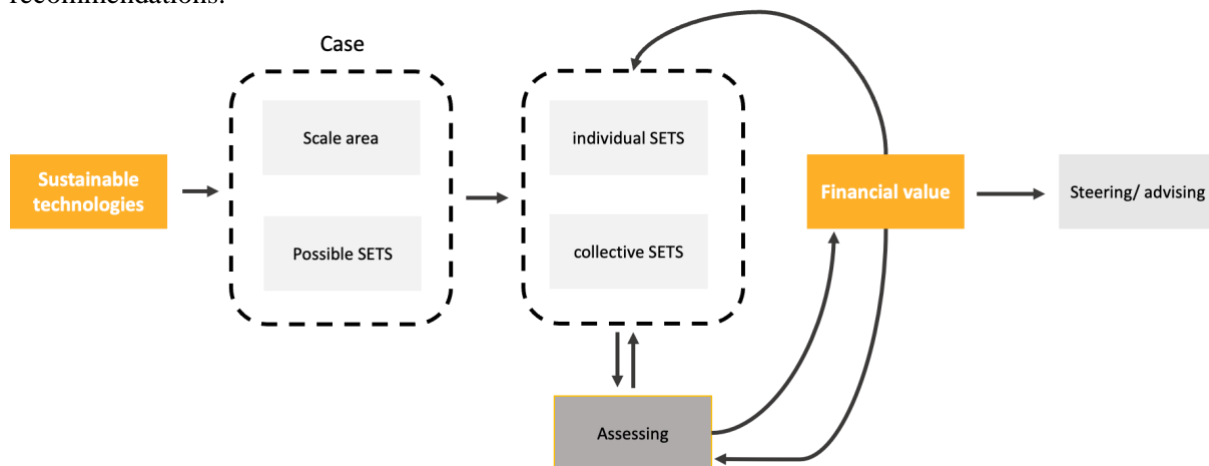 recommendations.
Case
Scale area
individual SETS
Sustainable
technologies
Financial value
Steering/ advising
Possible SETS
collective SETS
Assessing